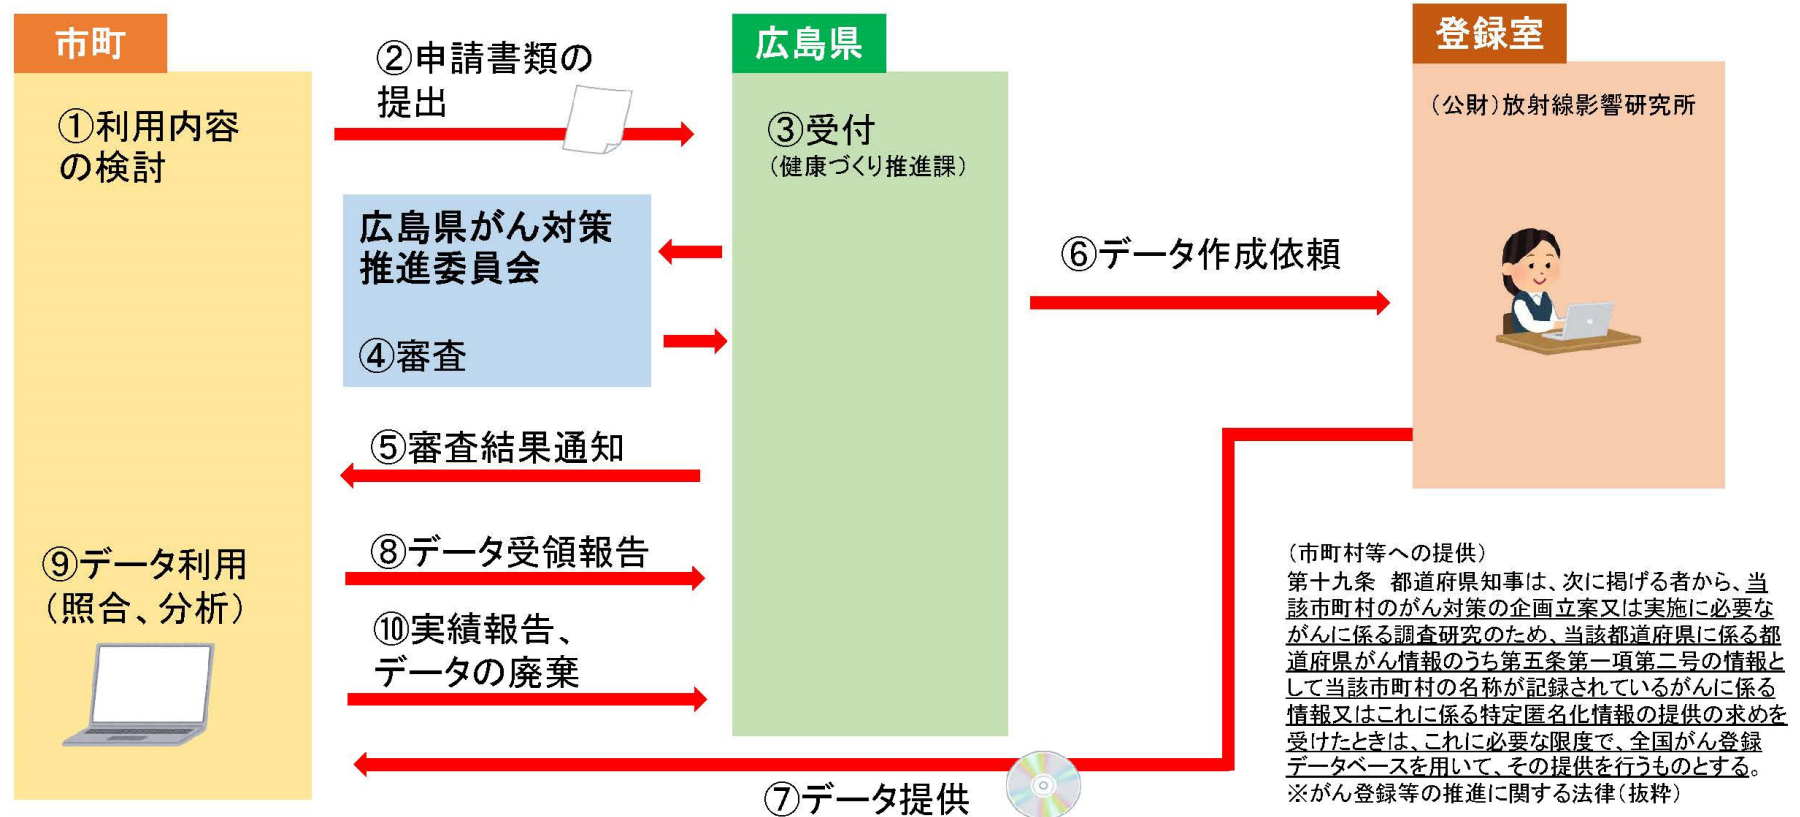 市町
①利用内容
の検討
②申請書類の
提出
広島県
③受付
（健康づくり推進課）
広島県がん対策
推進委員会
④審査
⑤審査結果通知
⑥データ作成依頼
登録室
（公財）放射線影響研究所
⑦データ提供
⑧データ受領報告
⑨データ利用
（照合、分析）
⑩実績報告、
データの廃棄
（市町村等への提供）
第十九条 都道府県知事は、次に掲げる者から、当
該市町村のがん対策の企画立案又は実施に必要な
がんに係る調査研究のため、当該都道府県に係る都
道府県がん情報のうち第五条第一項第二号の情報と
して当該市町村の名称が記録されているがんに係る
情報又はこれに係る特定匿名化情報の提供の求めを
受けたときは、これに必要な限度で、全国がん登録
データベースを用いて、その提供を行うものとする。
※がん登録等の推進に関する法律（抜粋）